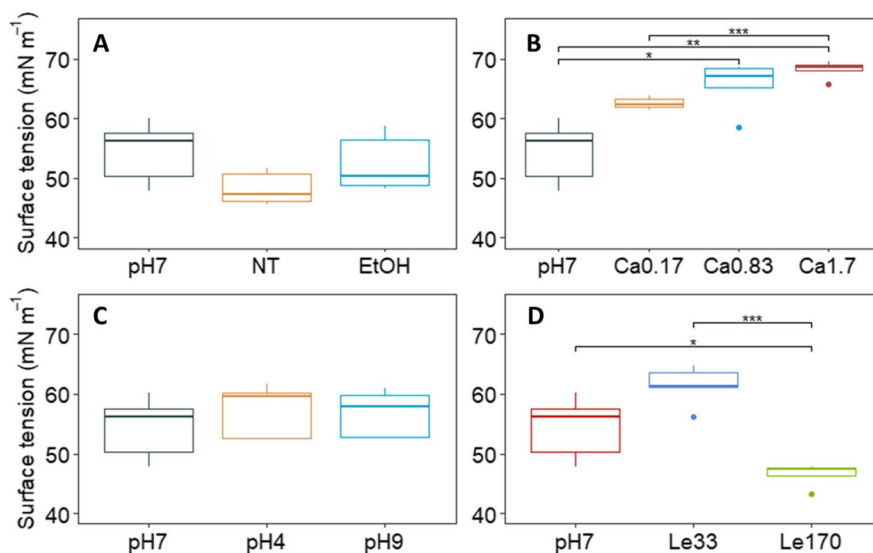 A
Surface tension (mN m⁻¹)
70
60
50
40
pH7 NT EtOH
B
***
**
*
70
60
50
40
pH7 Ca0.17 Ca0.83 Ca1.7
C
Surface tension (mN m⁻¹)
70
60
50
40
pH7 pH4 pH9
D
***
*
70
60
50
40
pH7 Le33 Le170